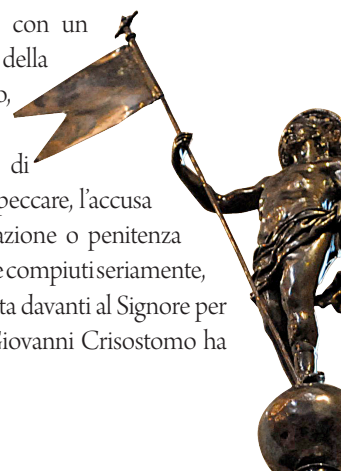 con un
della
o,
di
peccare, l'accusa
azione o penitenza
e compiuti seriamente,
ta davanti al Signore per
Giovanni Crisostomo ha